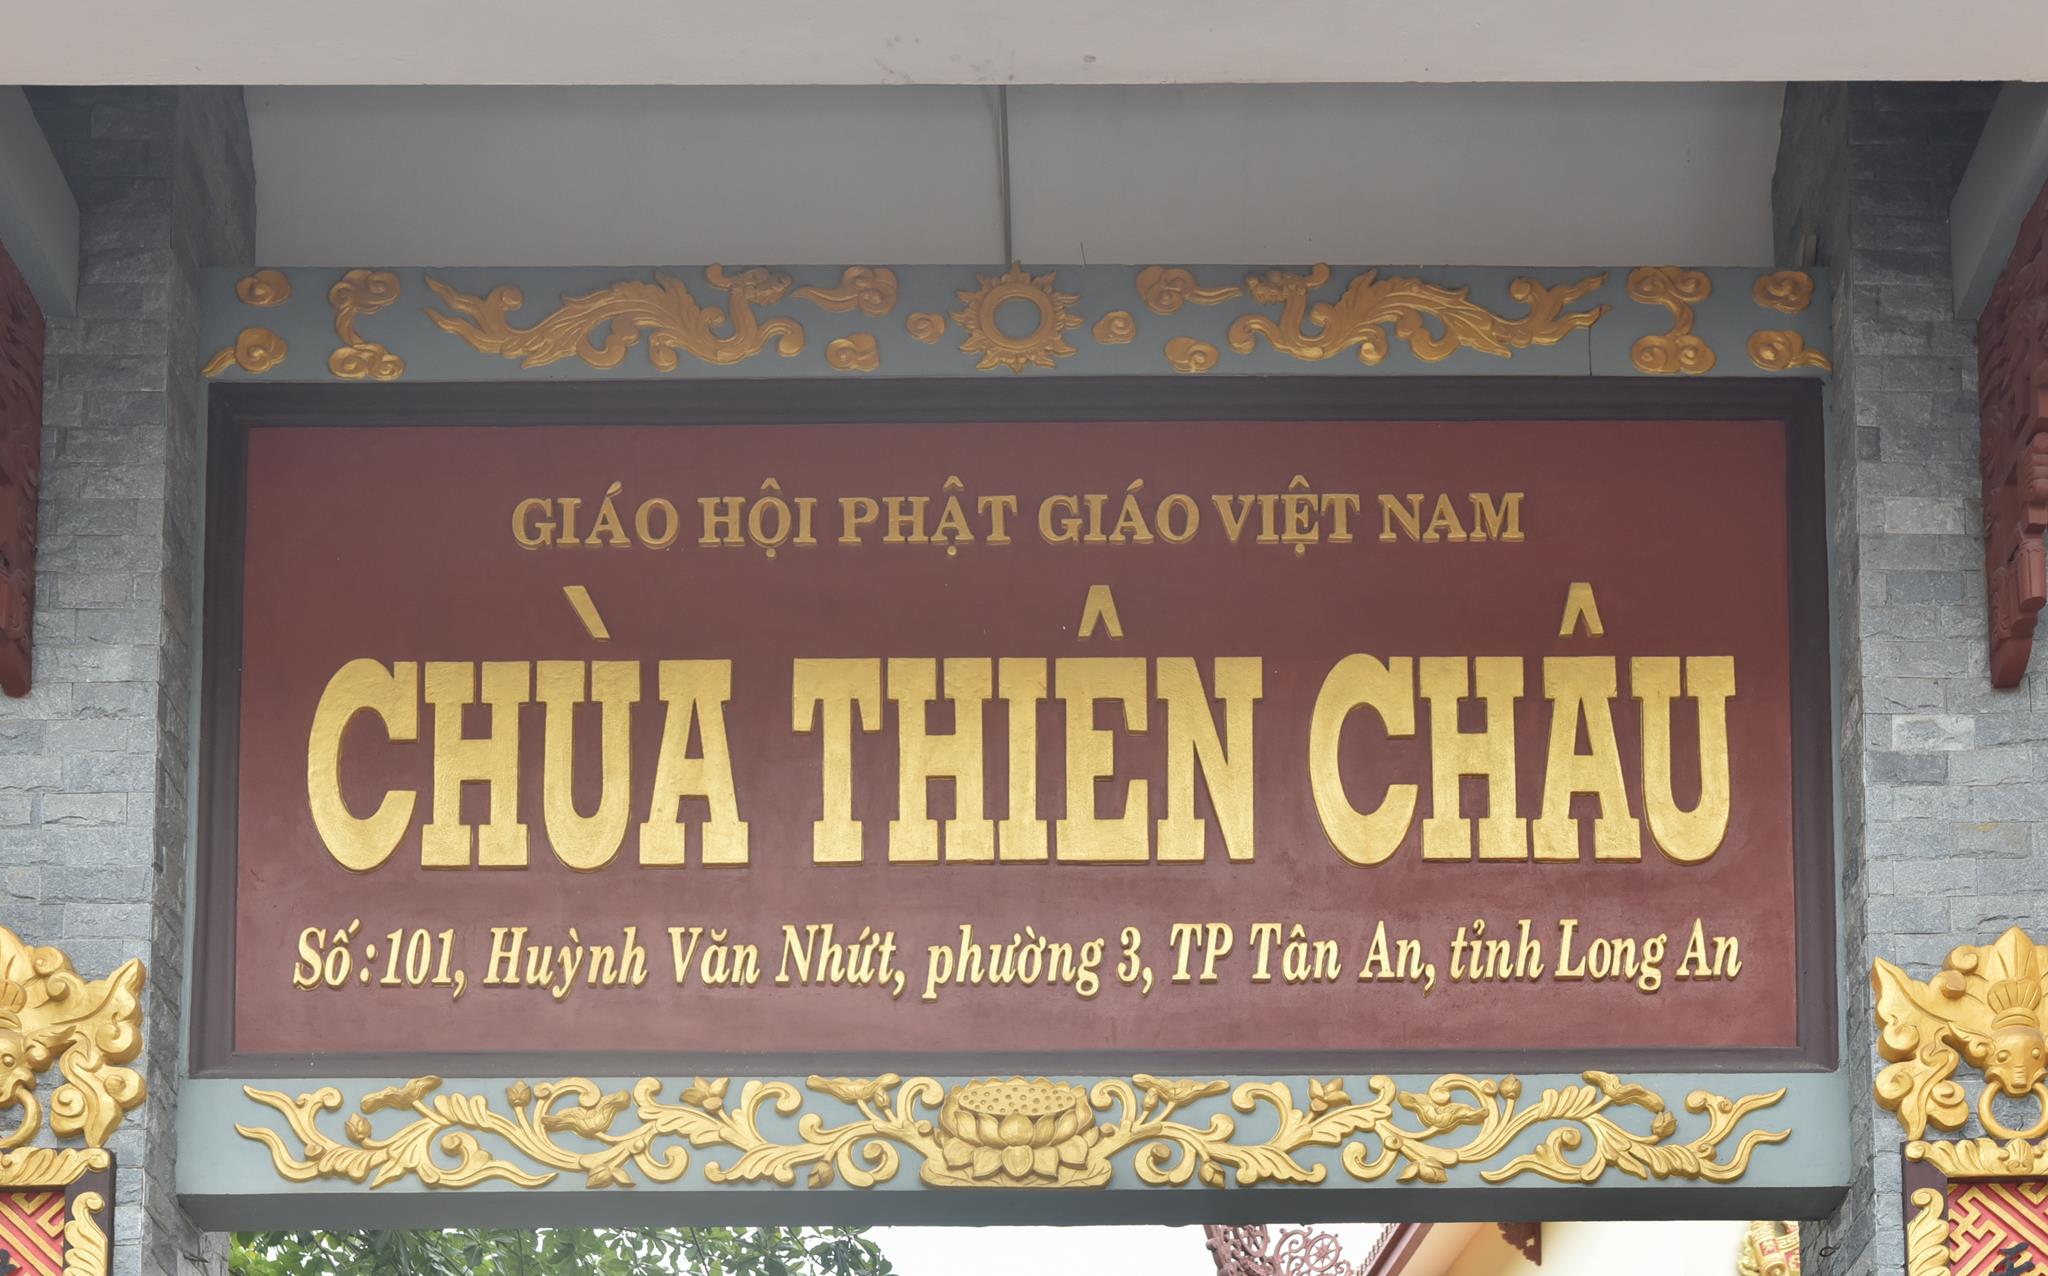 GIÁO HỘI PHẬT GIÁO VIỆT NAM
CHÙA THIÊN CHÂU
Số: 101, Huỳnh Văn Nhứt, phường 3, TP Tân An, tỉnh Long An